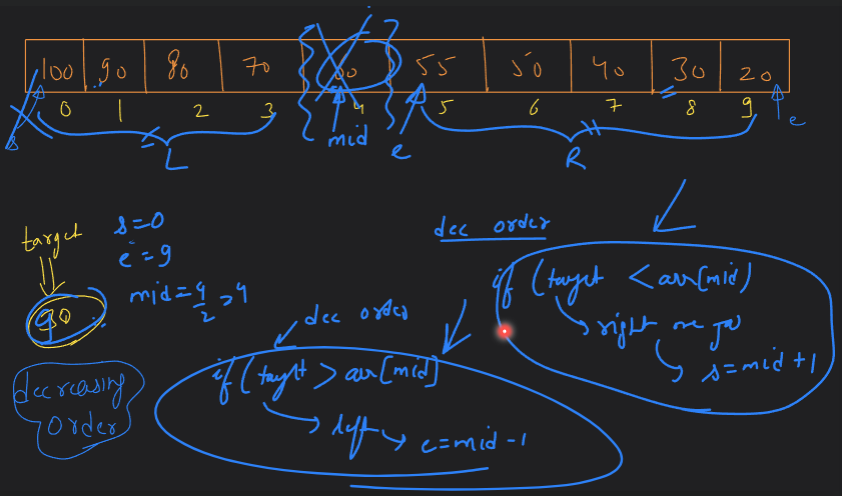 100 90 80 70 60 55 50 40 30 20
0 1 2 3 4 5 6 7 8 9
s mid e e
L R
target
s=0
e=9
mid=9/2=4
90
decreasing
order
dec order
if (target < arr[mid)
right me jao
s=mid+1
dec order
if (target > arr[mid]
left
e=mid-1